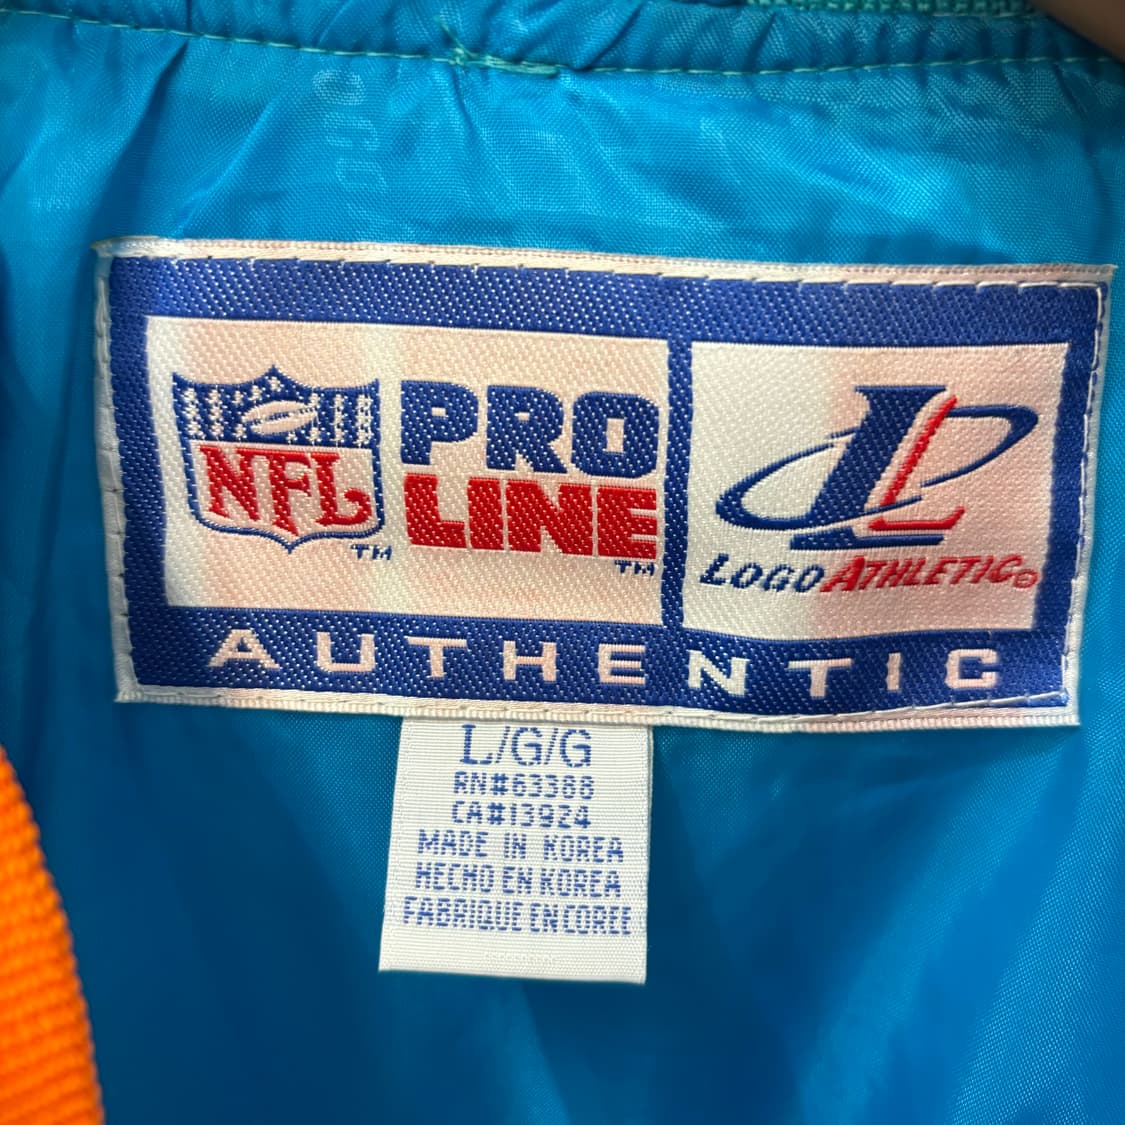 NFL
TM
PRO
LINE
TM
L
LOGO ATHLETIC®
AUTHENTIC
L/G/G
RN#63388
CA#13924
MADE IN KOREA
HECHO EN KOREA
FABRIQUE EN COREE